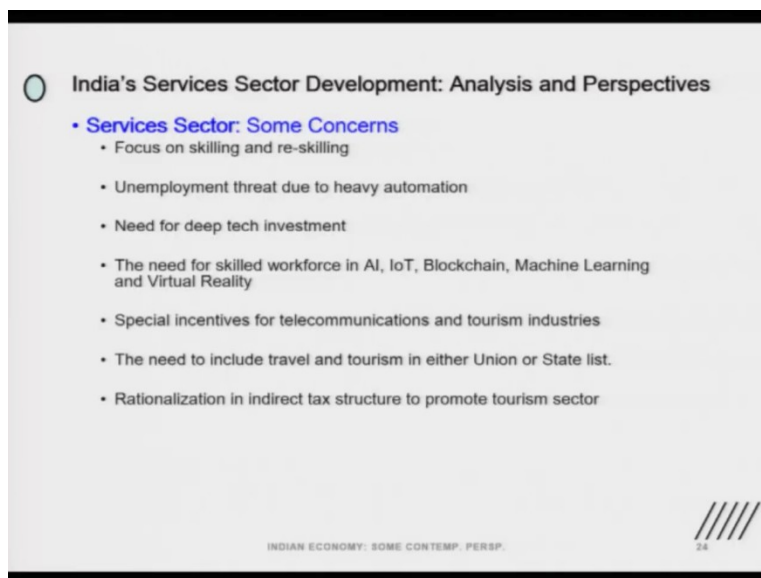 India's Services Sector Development: Analysis and Perspectives
• Services Sector: Some Concerns
• Focus on skilling and re-skilling
• Unemployment threat due to heavy automation
• Need for deep tech investment
• The need for skilled workforce in AI, IoT, Blockchain, Machine Learning
and Virtual Reality
• Special incentives for telecommunications and tourism industries
• The need to include travel and tourism in either Union or State list.
• Rationalization in indirect tax structure to promote tourism sector
INDIAN ECONOMY: SOME CONTEMP. PERSP.
24